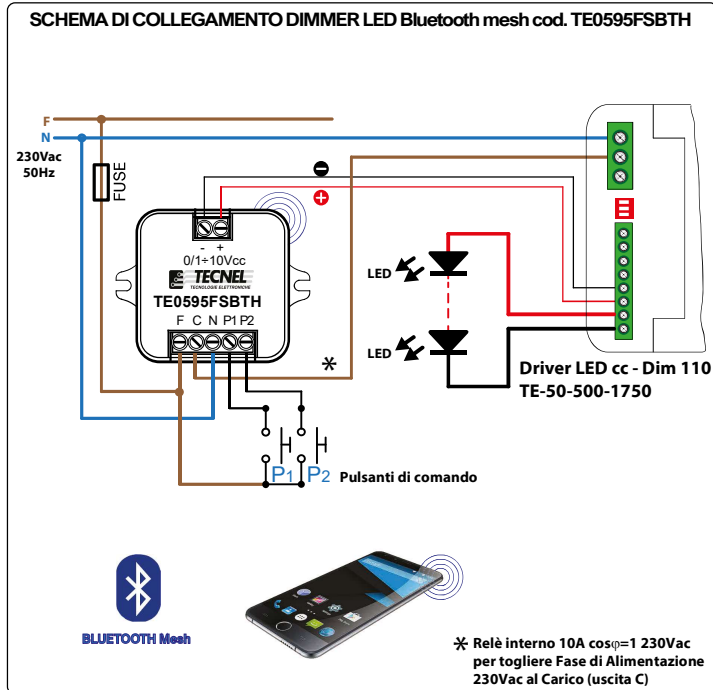 SCHEMA DI COLLEGAMENTO DIMMER LED Bluetooth mesh cod. TE0595FSBTH
F
N
230Vac
50Hz
FUSE
- +
0/1÷10Vcc
TECNEL
TECNOLOGIE ELETTRONICHE
TE0595FSBTH
F C N P1 P2
*
LED
LED
Driver LED cc - Dim 110
TE-50-500-1750
P1 P2 Pulsanti di comando
BLUETOOTH Mesh
* Relè interno 10A cosφ=1 230Vac
per togliere Fase di Alimentazione
230Vac al Carico (uscita C)